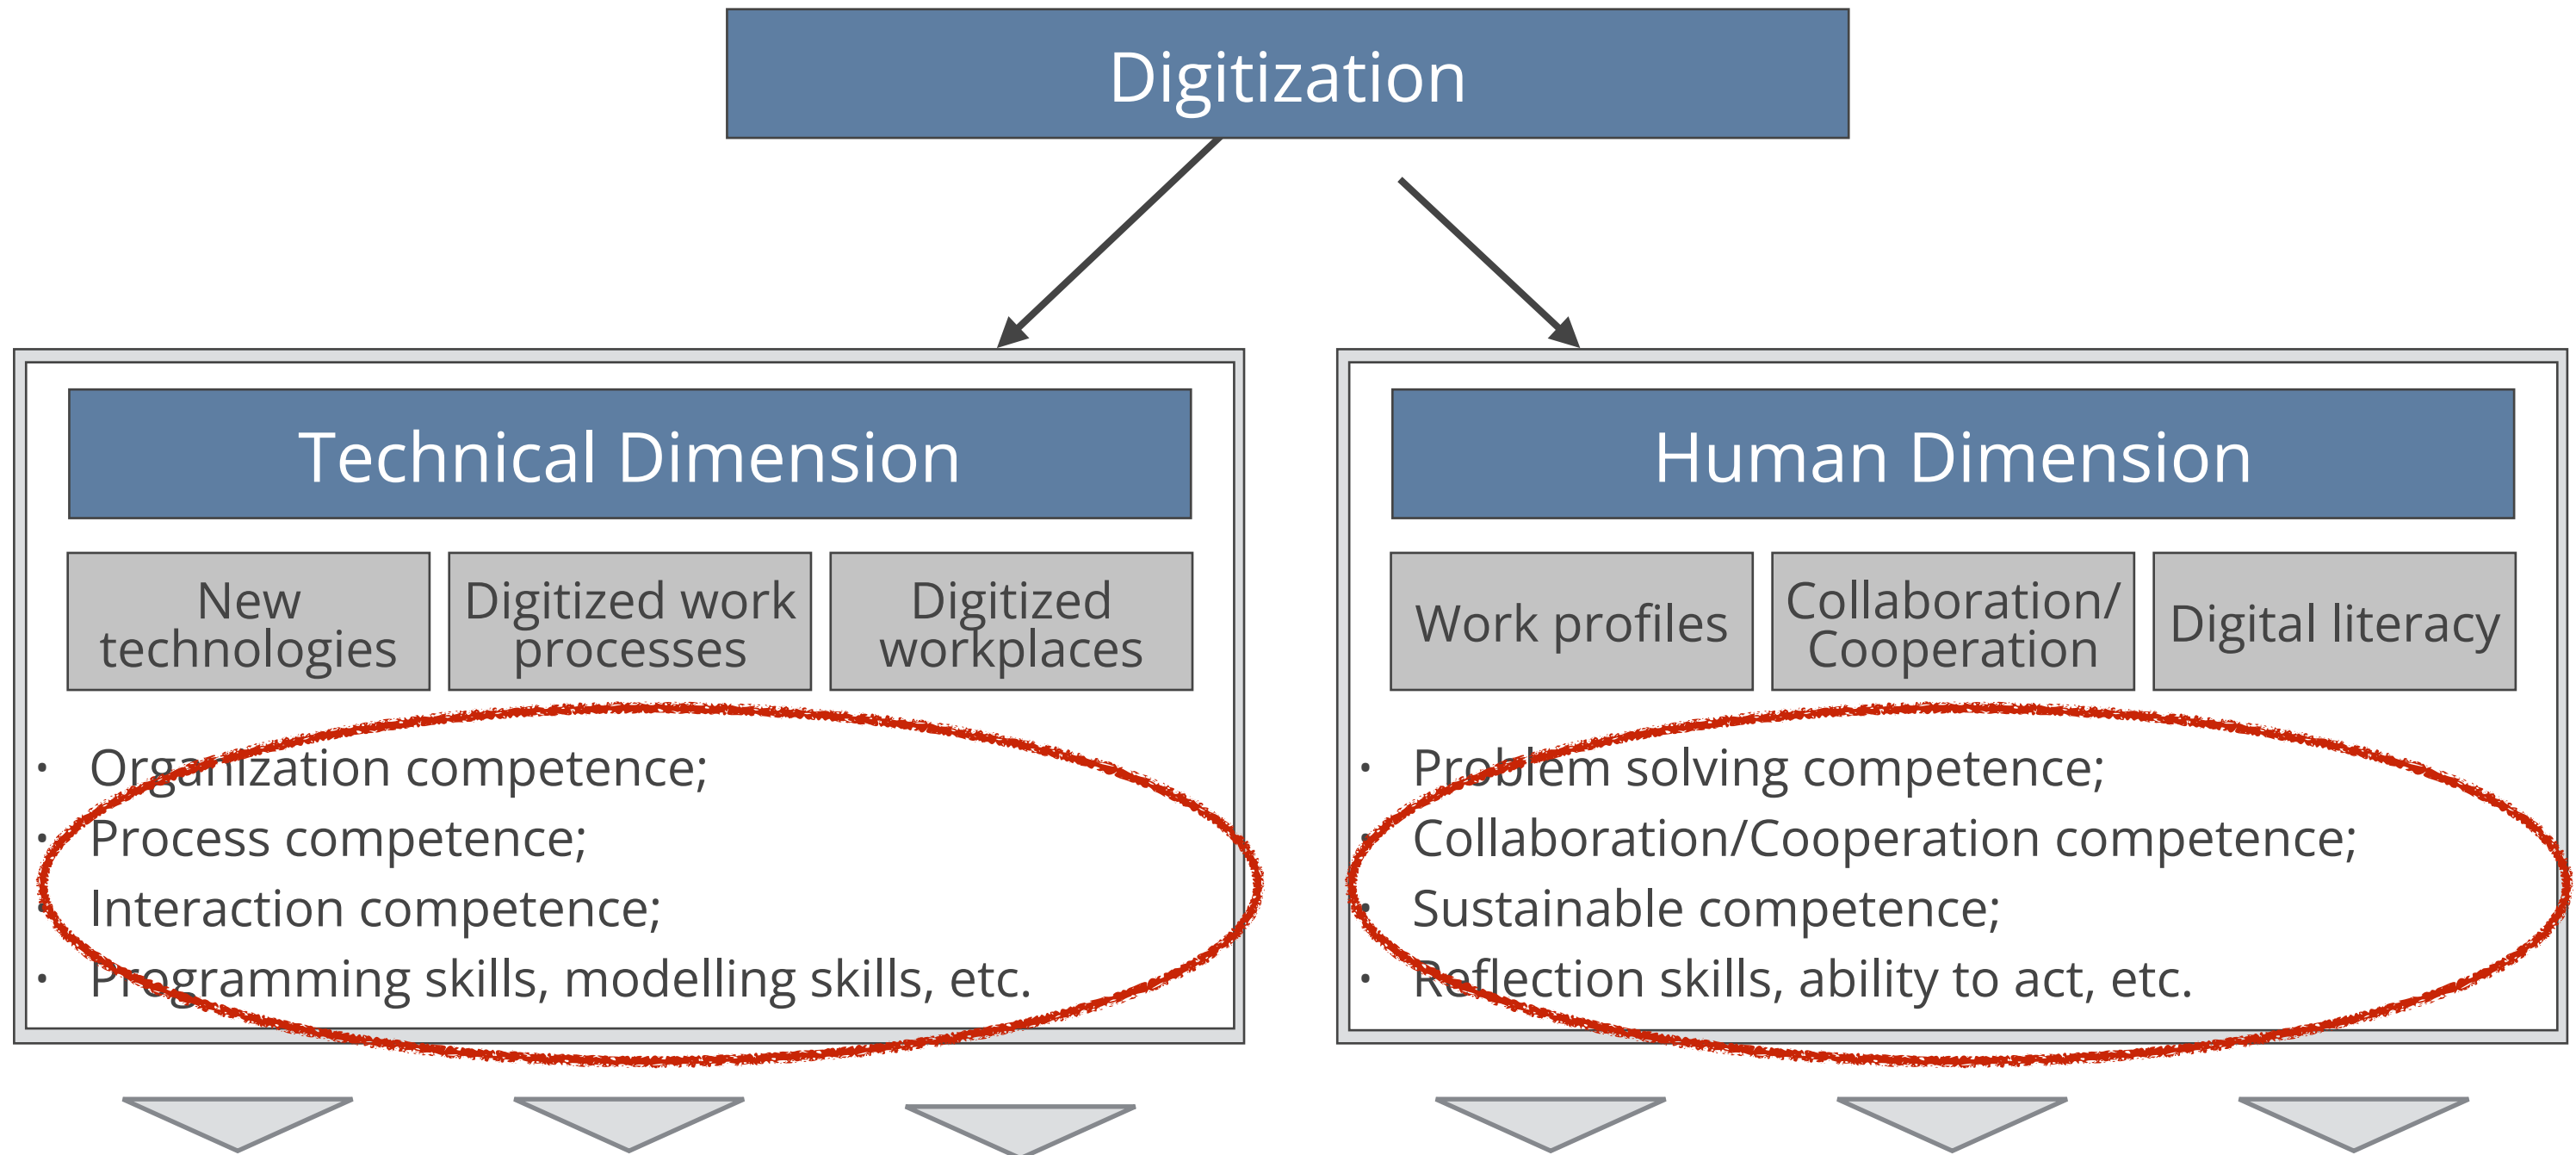 Digitization
Technical Dimension
New
technologies
Digitized work
processes
Digitized
workplaces
• Organization competence;
• Process competence;
• Interaction competence;
• Programming skills, modelling skills, etc.
Human Dimension
Work profiles
Collaboration/
Cooperation
Digital literacy
• Problem solving competence;
• Collaboration/Cooperation competence;
• Sustainable competence;
• Reflection skills, ability to act, etc.